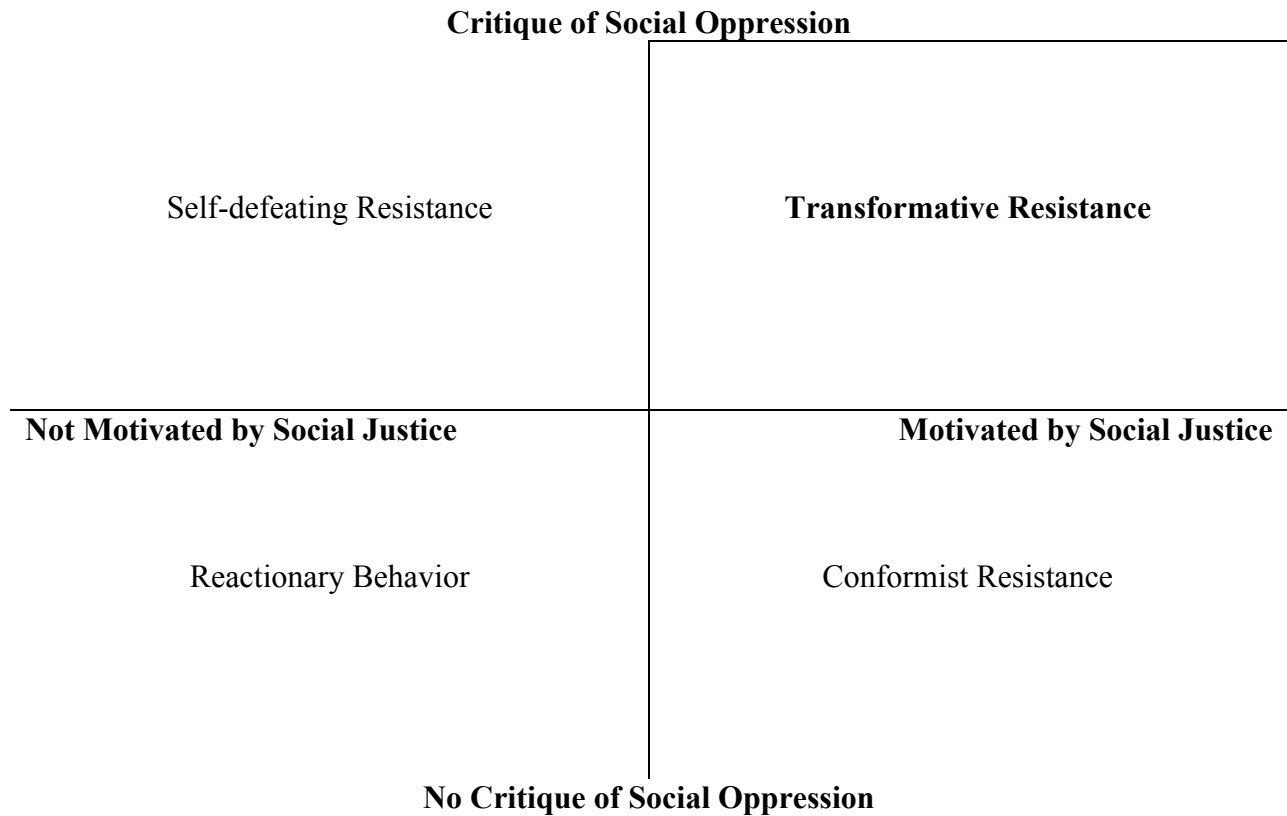 Critique of Social Oppression
Self-defeating Resistance
Transformative Resistance
Not Motivated by Social Justice
Motivated by Social Justice
Reactionary Behavior
Conformist Resistance
No Critique of Social Oppression